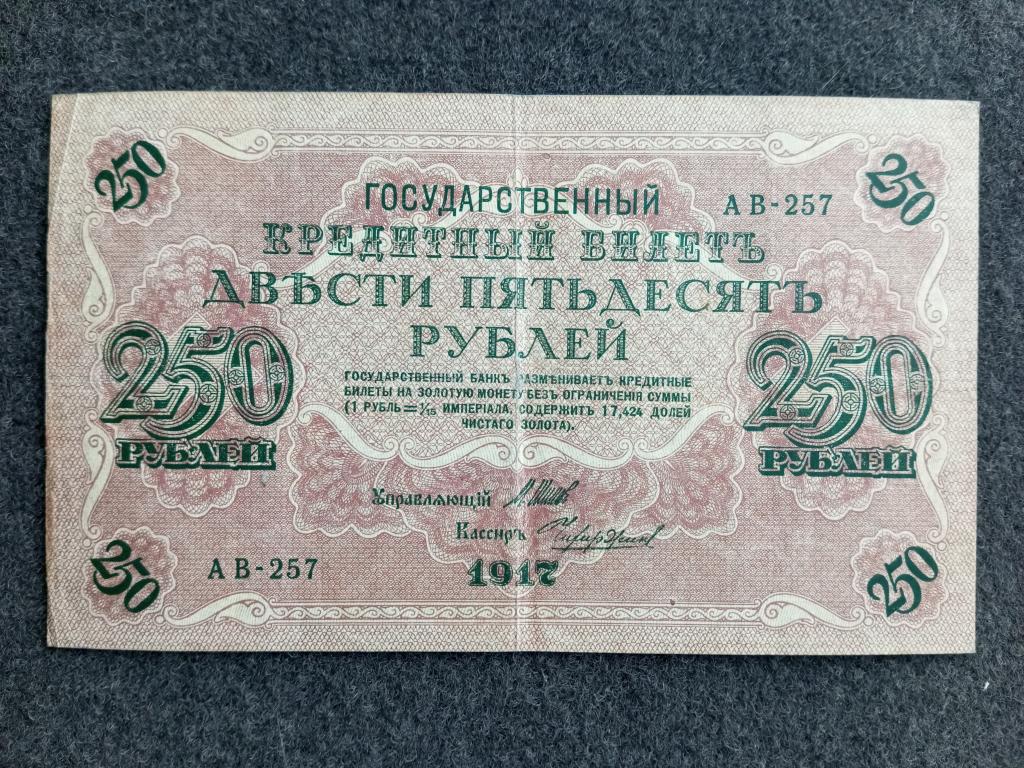 250 250
ГОСУДАРСТВЕННЫЙ АВ-257
КРЕДИТНЫЙ БИЛЕТЪ
ДВѢСТИ ПЯТЬДЕСЯТЪ
РУБЛЕЙ
250 250
РУБЛЕЙ РУБЛЕЙ
ГОСУДАРСТВЕННЫЙ БАНКЪ РАЗМѢНИВАЕТЪ КРЕДИТНЫЕ
БИЛЕТЫ НА ЗОЛОТУЮ МОНЕТУ БЕЗЪ ОГРАНИЧЕНІЯ СУММЫ
(1 РУБЛЬ = 1/15 ИМПЕРІАЛА, СОДЕРЖИТЪ 17,424 ДОЛЕЙ
ЧИСТАГО ЗОЛОТА).
Управляющій
Кассиръ
АВ-257 1917
250 250